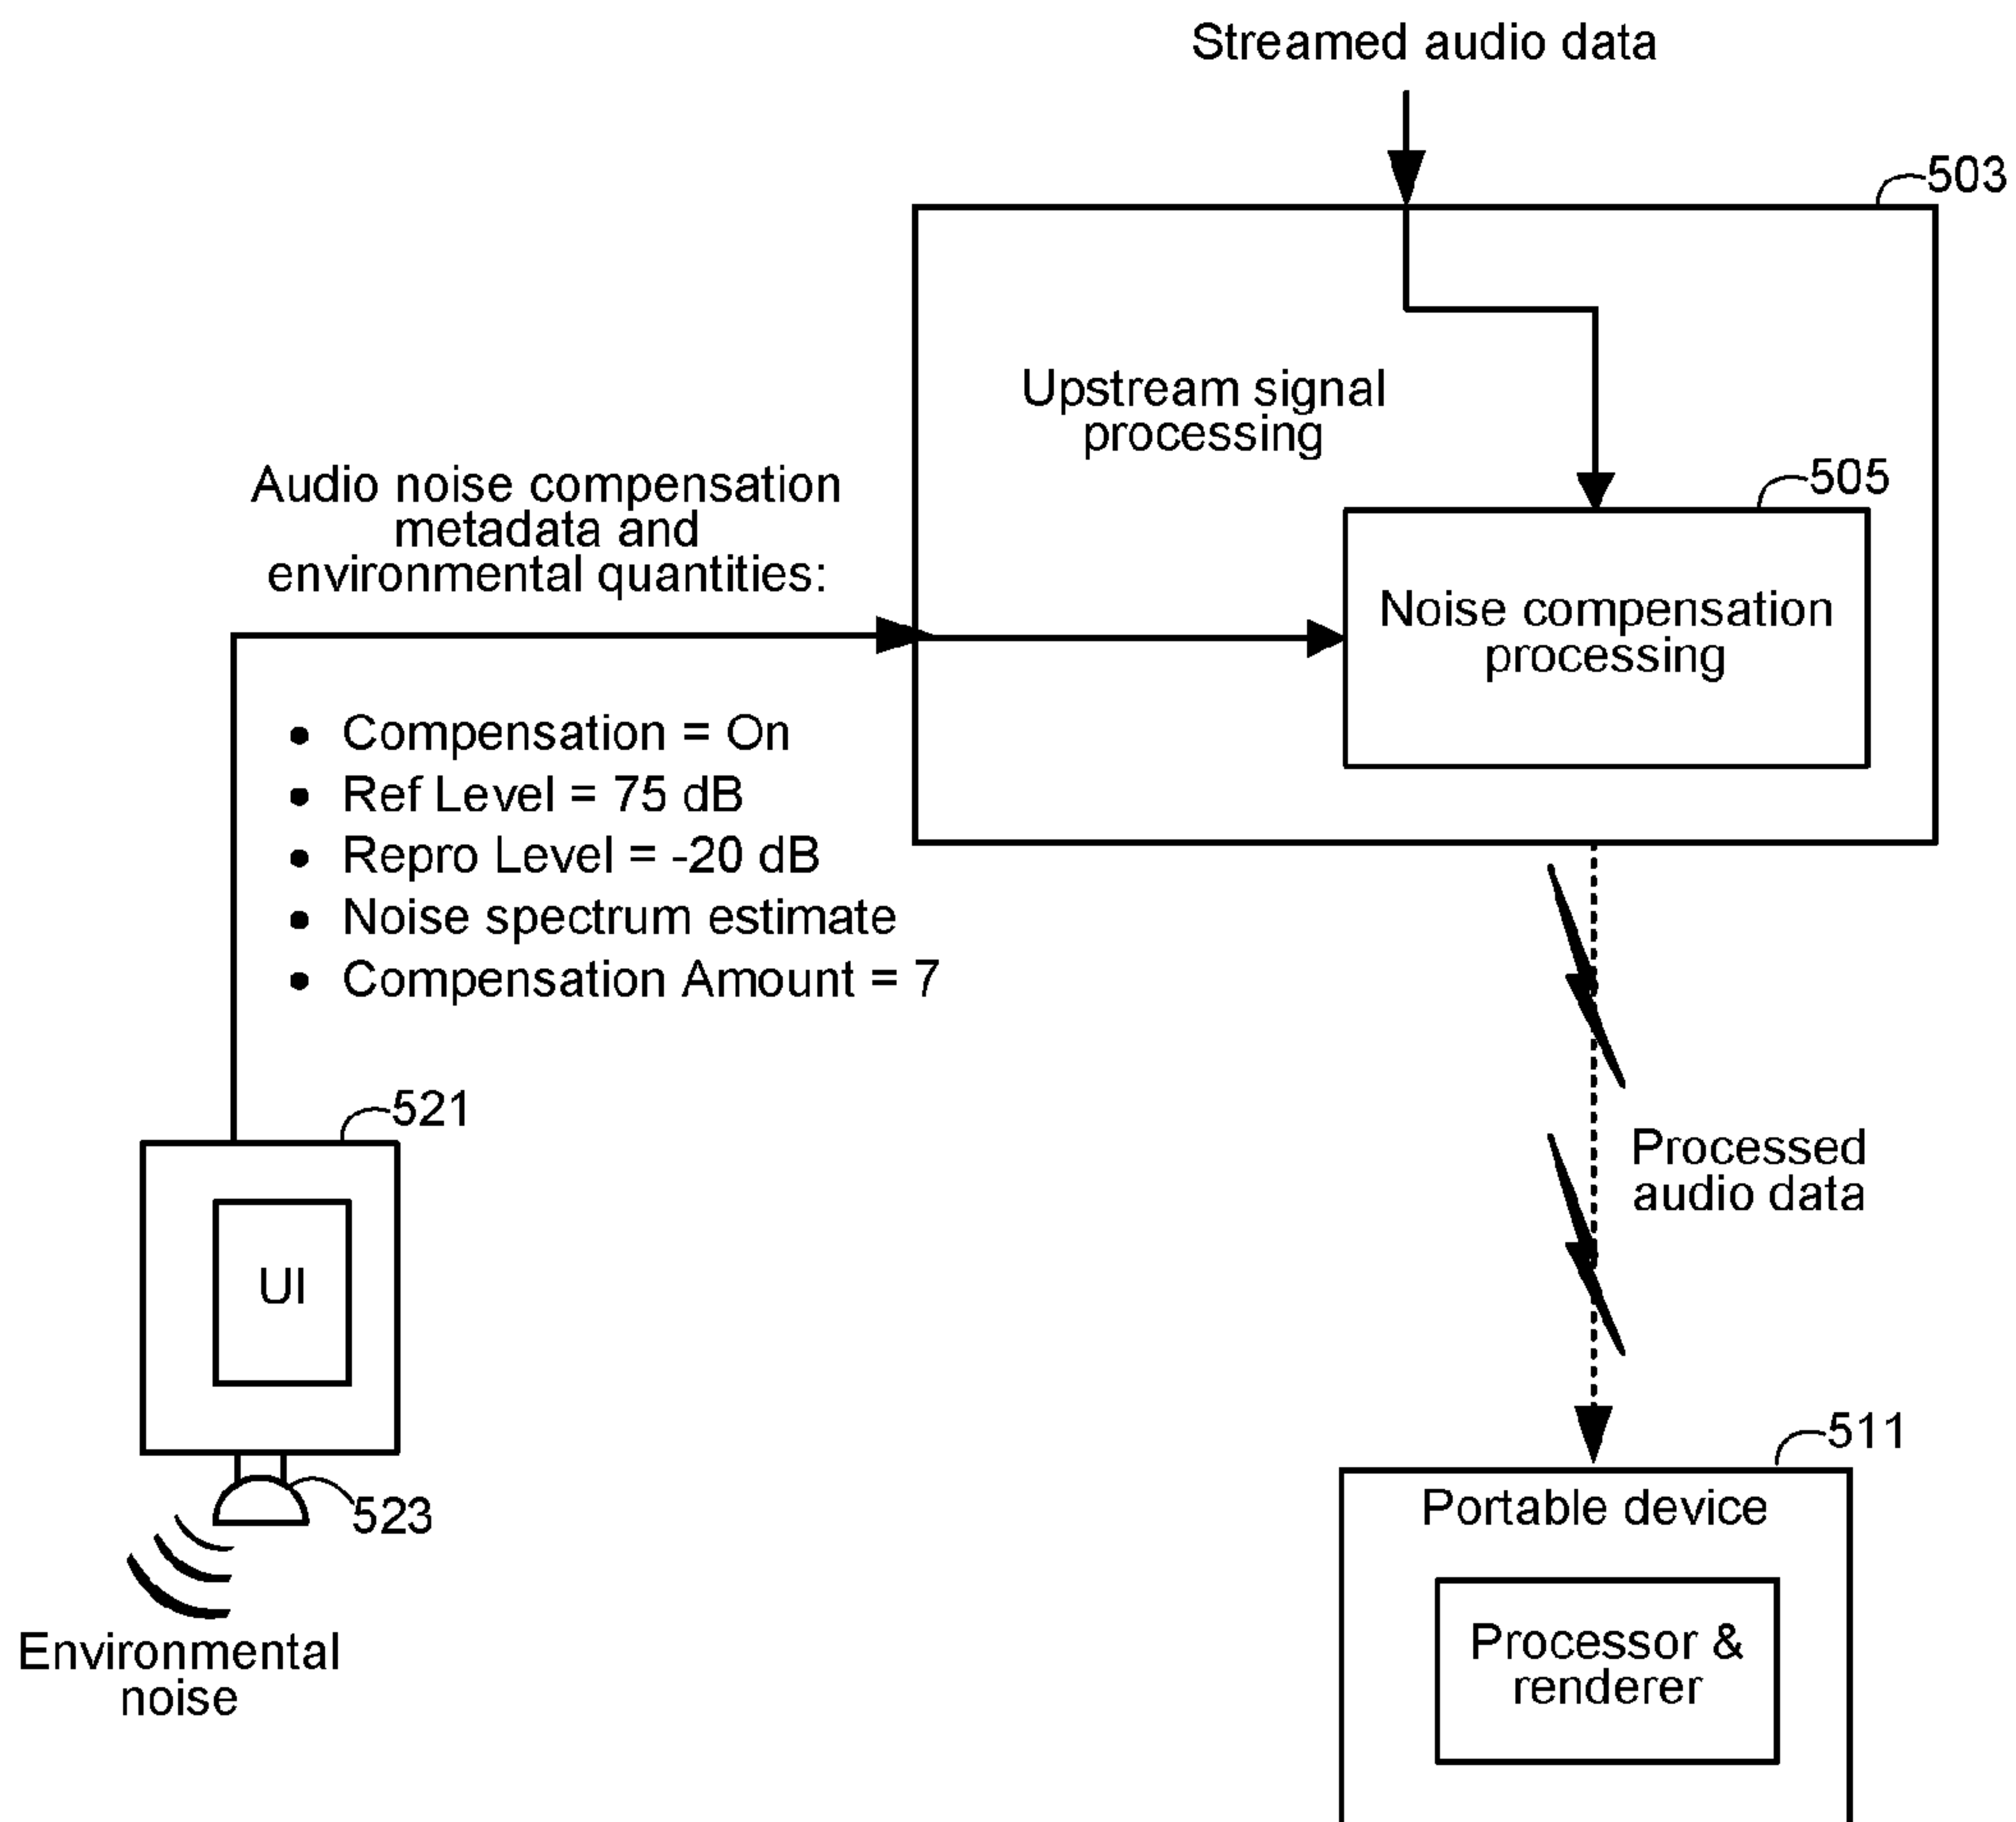 Streamed audio data
503
Upstream signal
processing
505
Noise compensation
processing
Audio noise compensation
metadata and
environmental quantities:
• Compensation = On
• Ref Level = 75 dB
• Repro Level = -20 dB
• Noise spectrum estimate
• Compensation Amount = 7
521
UI
523
Environmental
noise
Processed
audio data
511
Portable device
Processor &
renderer